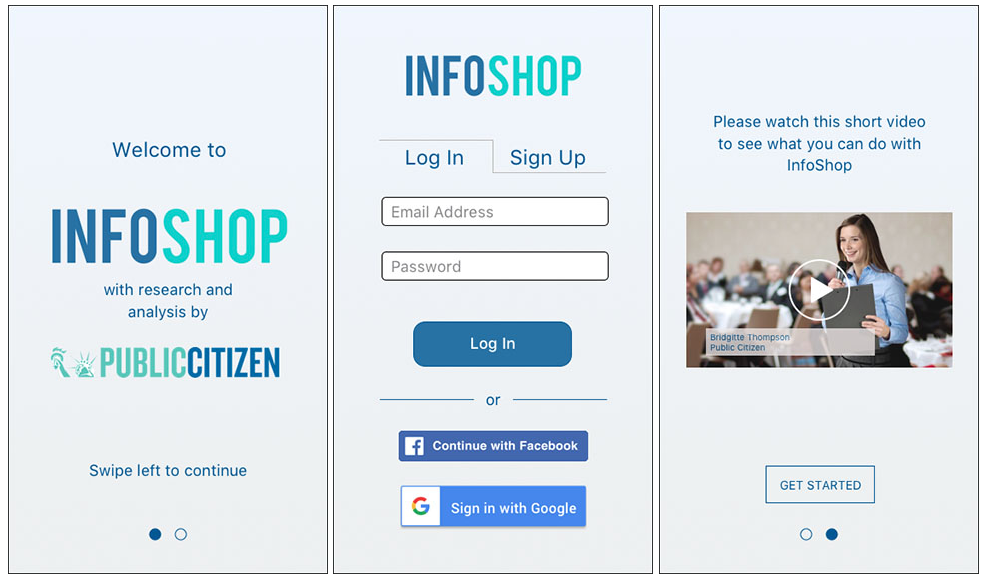 Welcome to
INFOSHOP
with research and
analysis by
PUBLICCITIZEN
Swipe left to continue
INFOSHOP
Log In
Sign Up
Email Address
Password
Log In
or
Continue with Facebook
G
Sign in with Google
Please watch this short video
to see what you can do with
InfoShop
Bridgitte Thompson
Public Citizen
GET STARTED